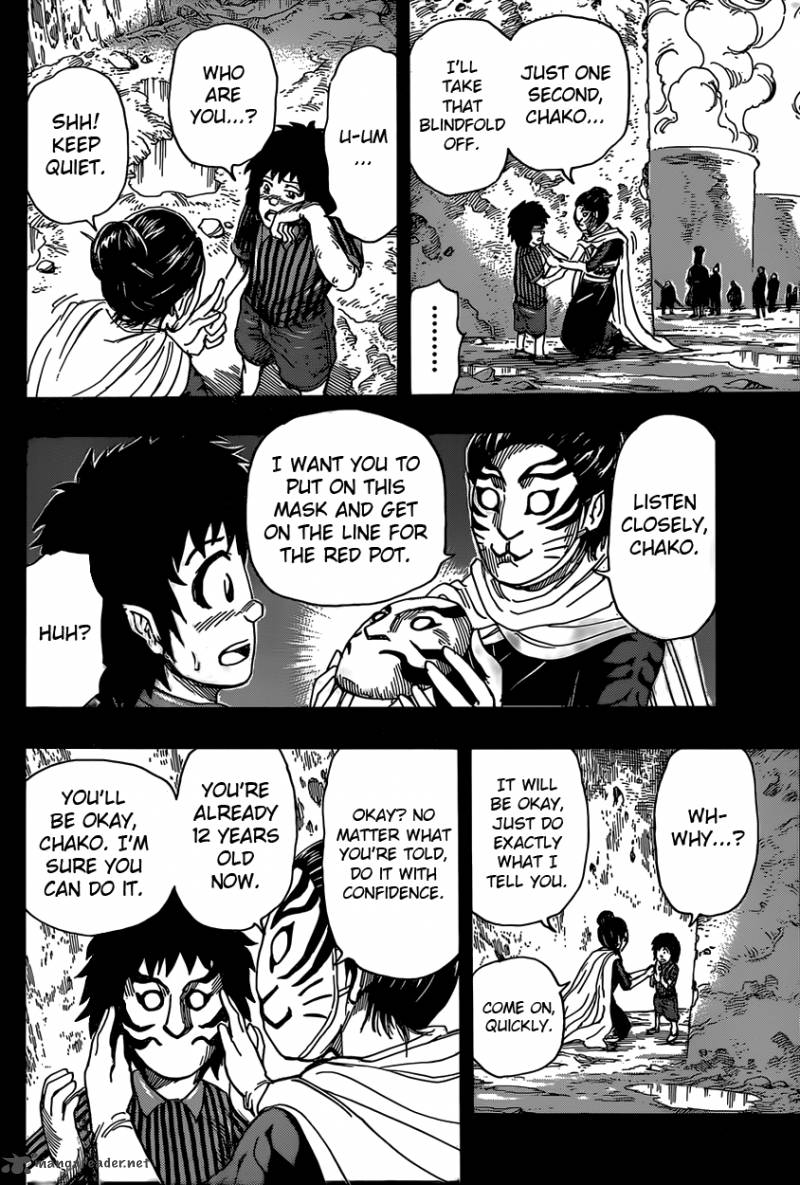 JUST ONE
SECOND,
CHAKO...
I'LL
TAKE
THAT
BLINDFOLD
OFF.
.........
U-UM
...
WHO
ARE
YOU...?
SHH!
KEEP
QUIET.
LISTEN
CLOSELY,
CHAKO.
I WANT YOU TO
PUT ON THIS
MASK AND GET
ON THE LINE FOR
THE RED POT.
HUH?
WH-
WHY...?
IT WILL
BE OKAY,
JUST DO
EXACTLY
WHAT I
TELL YOU.
COME ON,
QUICKLY.
OKAY? NO
MATTER WHAT
YOU'RE TOLD,
DO IT WITH
CONFIDENCE.
YOU'RE
ALREADY
12 YEARS
OLD
NOW.
YOU'LL
BE OKAY,
CHAKO. I'M
SURE YOU
CAN DO IT.
mangareader.net